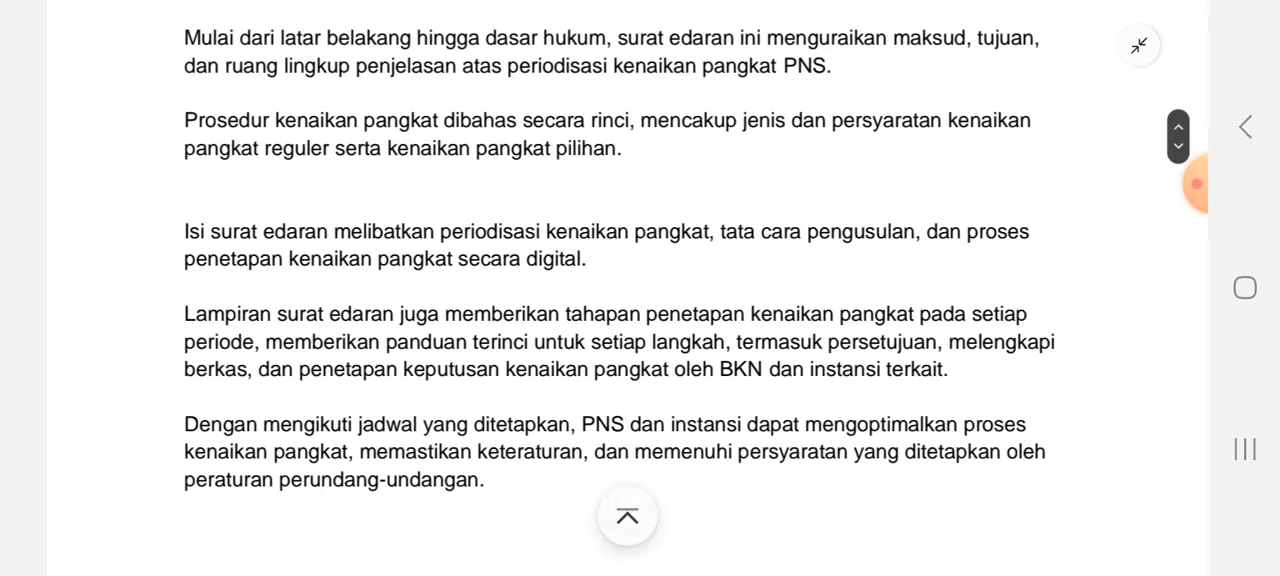 Mulai dari latar belakang hingga dasar hukum, surat edaran ini menguraikan maksud, tujuan,
dan ruang lingkup penjelasan atas periodisasi kenaikan pangkat PNS.
Prosedur kenaikan pangkat dibahas secara rinci, mencakup jenis dan persyaratan kenaikan
pangkat reguler serta kenaikan pangkat pilihan.
Isi surat edaran melibatkan periodisasi kenaikan pangkat, tata cara pengusulan, dan proses
penetapan kenaikan pangkat secara digital.
Lampiran surat edaran juga memberikan tahapan penetapan kenaikan pangkat pada setiap
periode, memberikan panduan terinci untuk setiap langkah, termasuk persetujuan, melengkapi
berkas, dan penetapan keputusan kenaikan pangkat oleh BKN dan instansi terkait.
Dengan mengikuti jadwal yang ditetapkan, PNS dan instansi dapat mengoptimalkan proses
kenaikan pangkat, memastikan keteraturan, dan memenuhi persyaratan yang ditetapkan oleh
peraturan perundang-undangan.